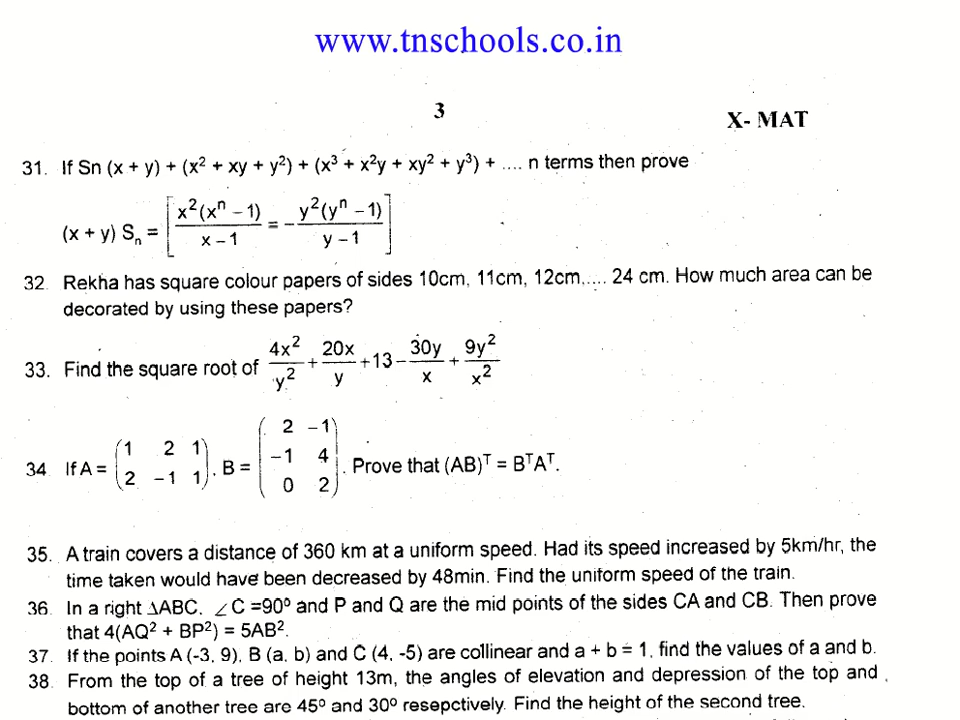 www.tnschools.co.in
3
X- MAT
31. If Sn (x + y) + (x² + xy + y²) + (x³ + x²y + xy² + y³) + .... n terms then prove
(x + y) Sₙ = [ x²(xⁿ – 1) / x – 1 = – y²(yⁿ – 1) / y – 1 ]
32. Rekha has square colour papers of sides 10cm, 11cm, 12cm..... 24 cm. How much area can be
decorated by using these papers?
33. Find the square root of 4x²/y² + 20x/y + 13 – 30y/x + 9y²/x²
34. If A = (1 2 1; 2 –1 1), B = (2 –1; –1 4; 0 2). Prove that (AB)ᵀ = BᵀAᵀ.
35. A train covers a distance of 360 km at a uniform speed. Had its speed increased by 5km/hr, the
time taken would have been decreased by 48min. Find the uniform speed of the train.
36. In a right ΔABC, ∠C =90º and P and Q are the mid points of the sides CA and CB. Then prove
that 4(AQ² + BP²) = 5AB².
37. If the points A (-3, 9), B (a, b) and C (4, -5) are collinear and a + b = 1, find the values of a and b.
38. From the top of a tree of height 13m, the angles of elevation and depression of the top and
bottom of another tree are 45º and 30º resepctively. Find the height of the second tree.